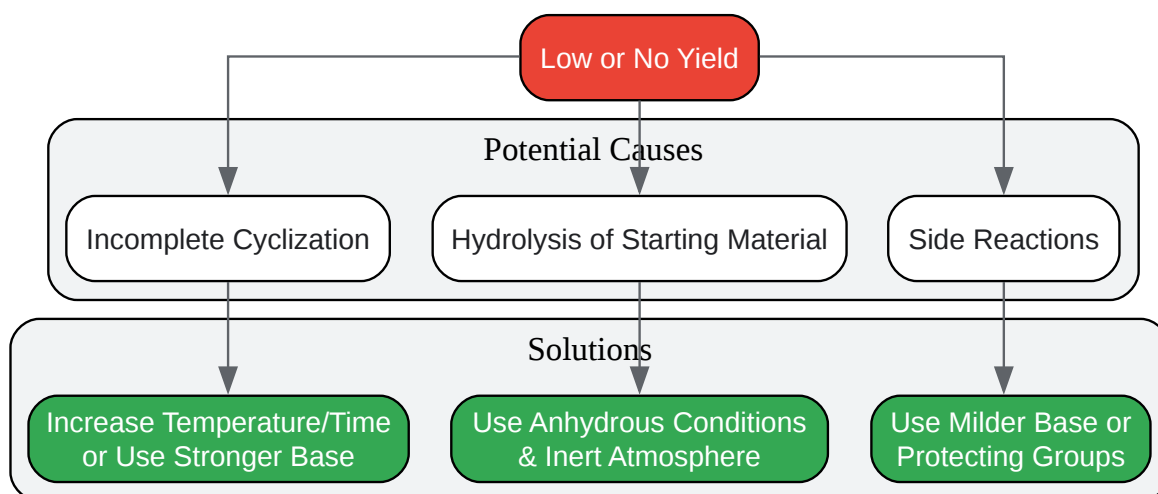 Low or No Yield
Potential Causes
Incomplete Cyclization
Hydrolysis of Starting Material
Side Reactions
Solutions
Increase Temperature/Time
or Use Stronger Base
Use Anhydrous Conditions
& Inert Atmosphere
Use Milder Base or
Protecting Groups